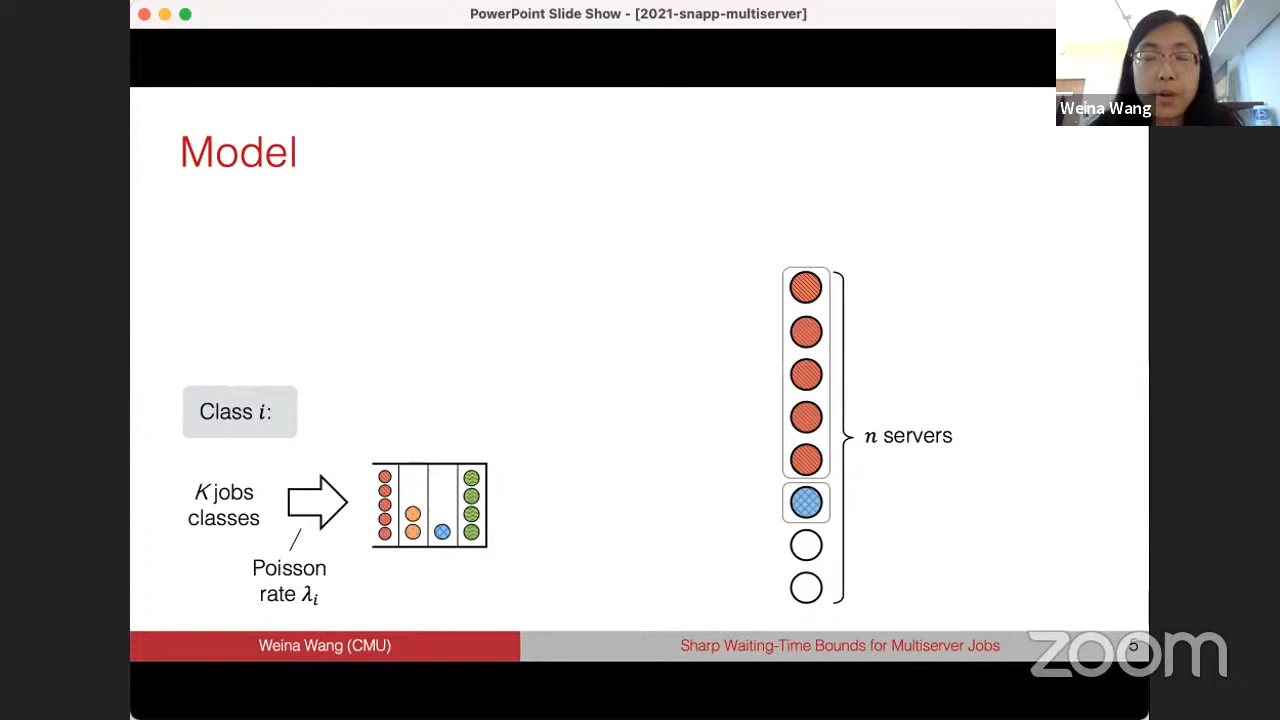 PowerPoint Slide Show - [2021-snapp-multiserver]
Weina Wang
Model
Class i:
n servers
K jobs
classes
Poisson
rate λi
Weina Wang (CMU)
Sharp Waiting-Time Bounds for Multiserver Jobs
5
zoom